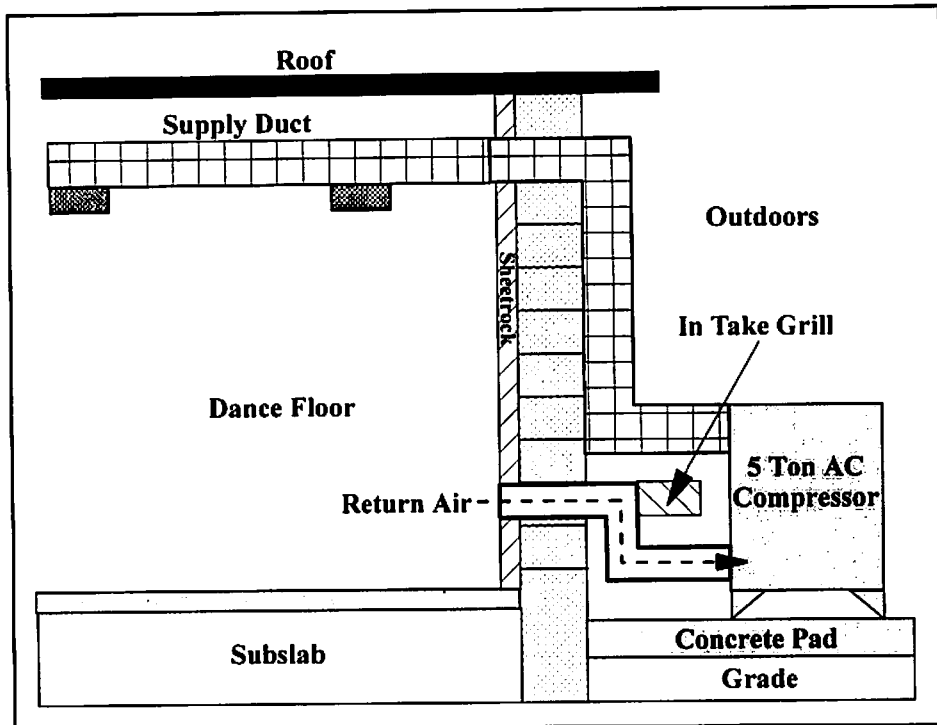 Roof
Supply Duct
Outdoors
Sheetrock
In Take Grill
Dance Floor
5 Ton AC
Compressor
Return Air
Subslab
Concrete Pad
Grade